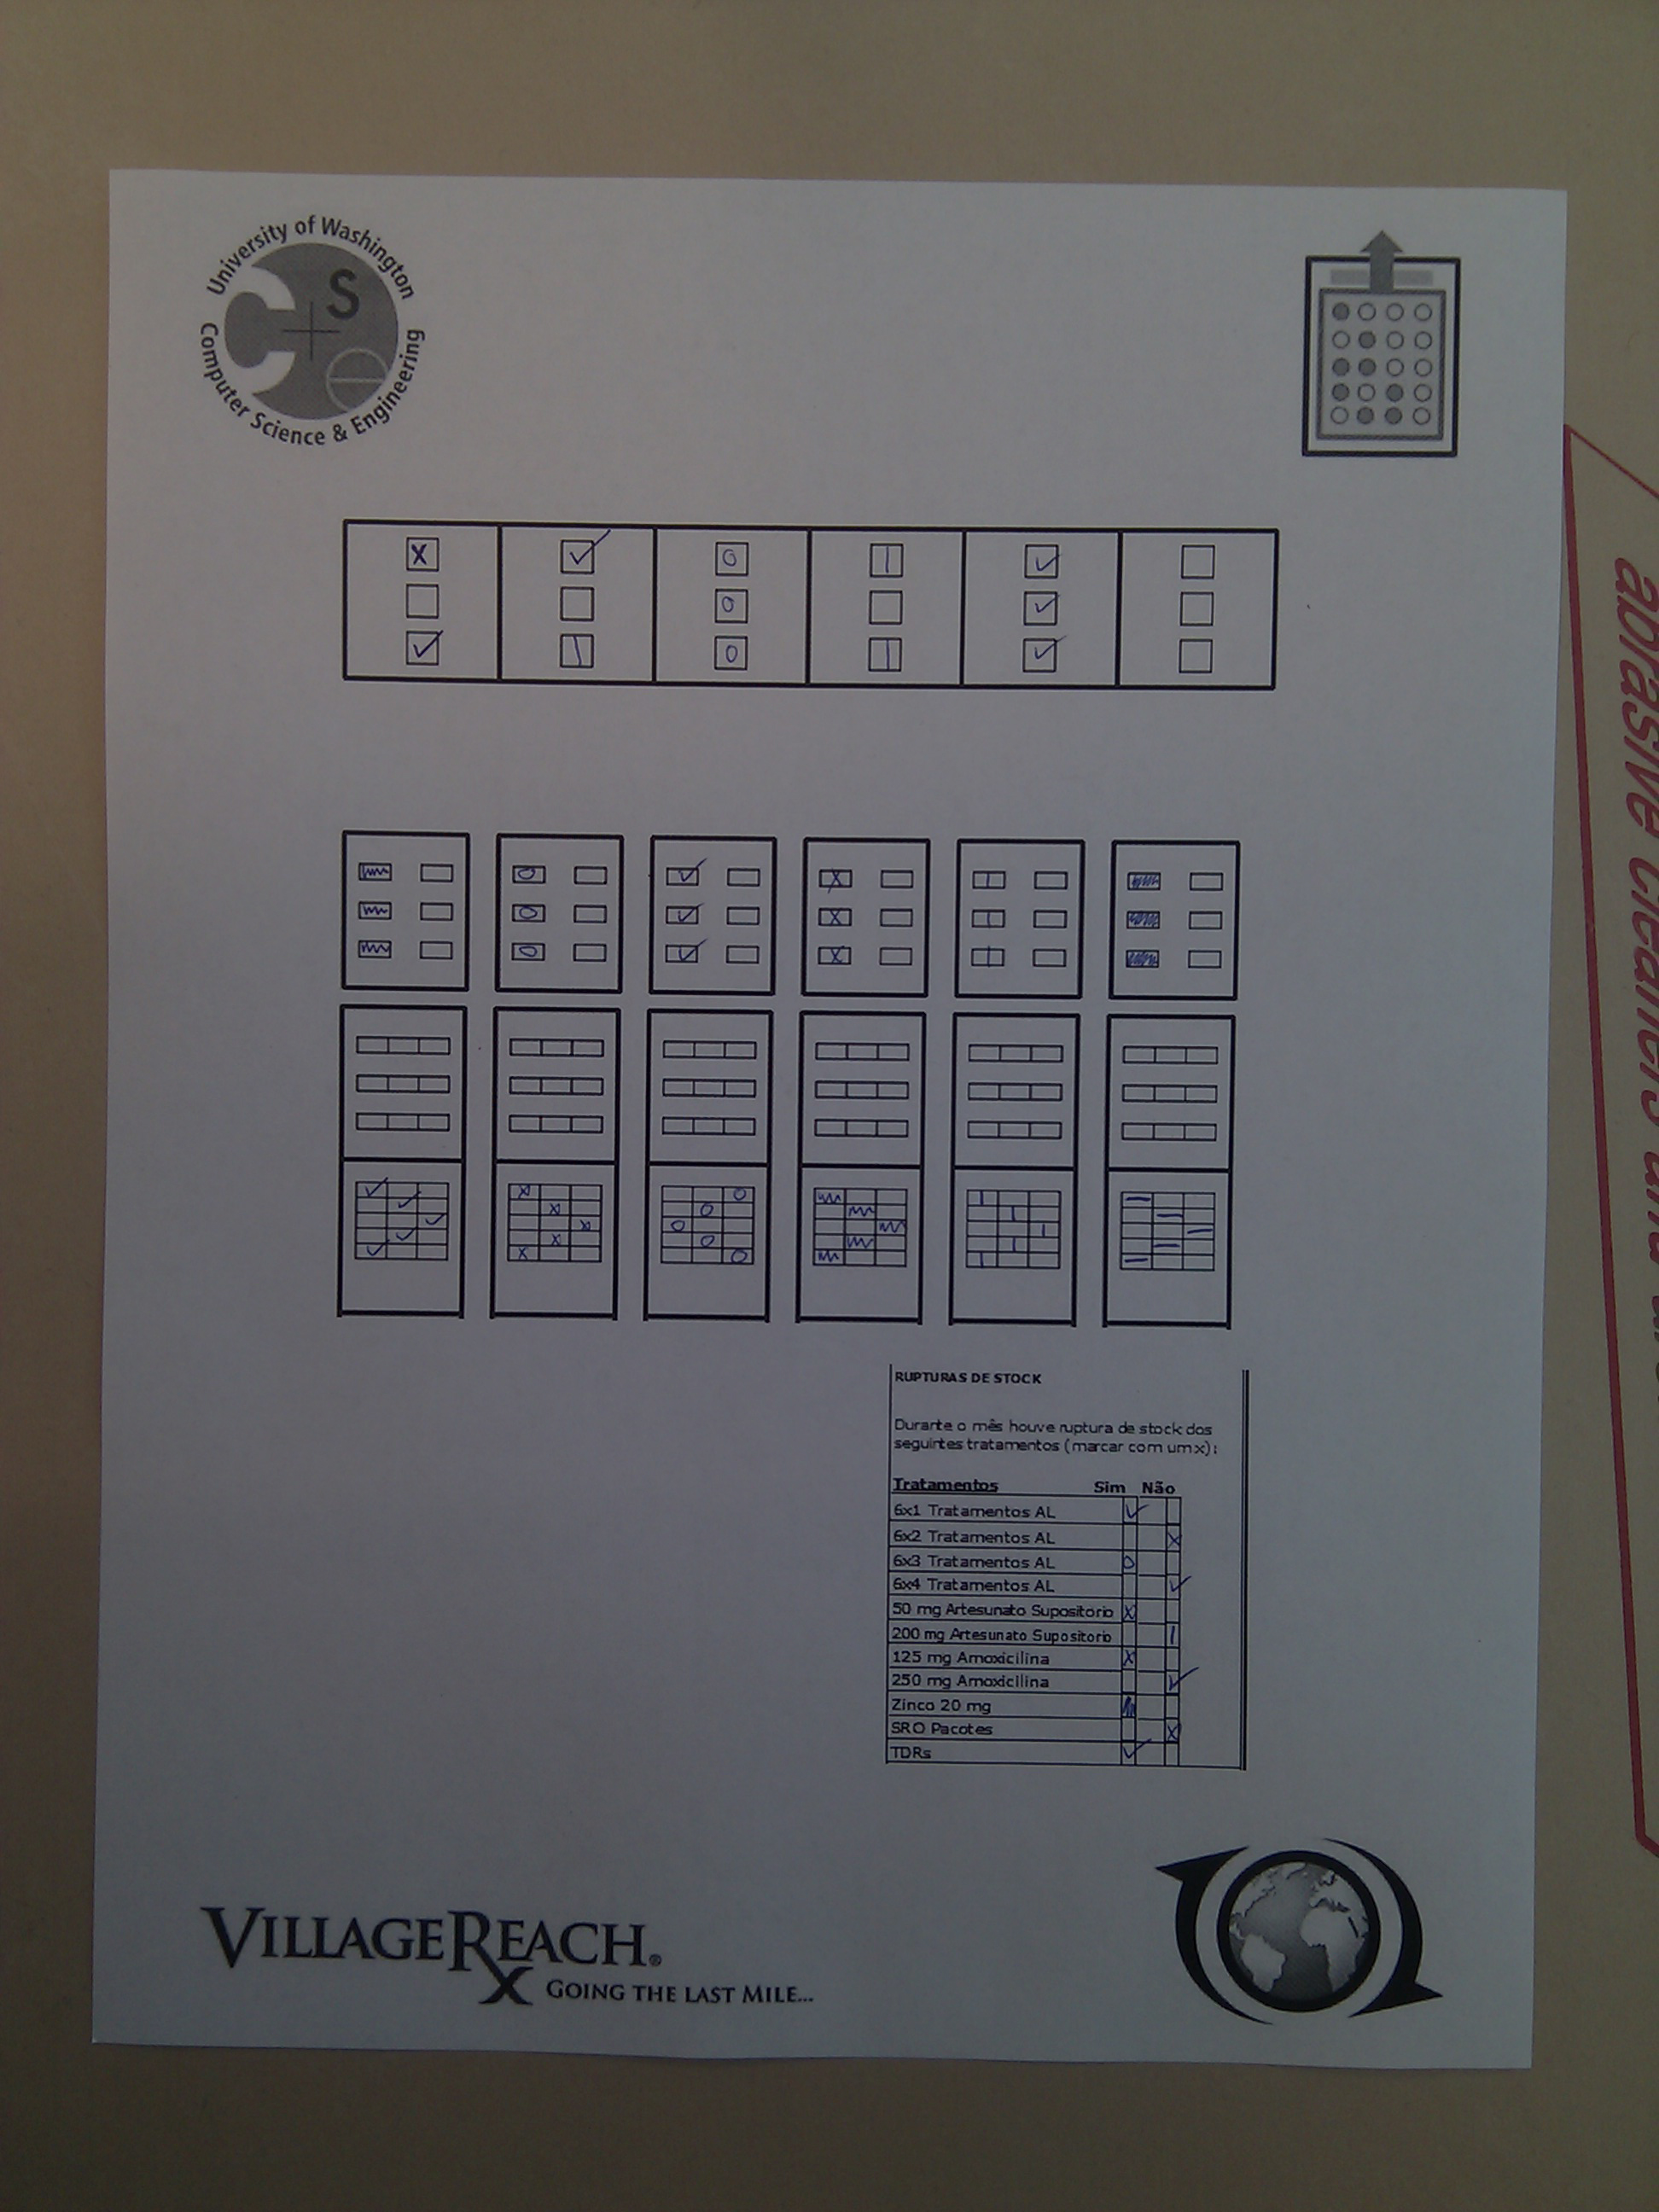 University of Washington
Computer Science & Engineering
C S e
RUPTURAS DE STOCK
Durante o mês houve ruptura de stock dos
seguintes tratamentos (marcar com um x):
Tratamentos Sim Não
6x1 Tratamentos AL
6x2 Tratamentos AL
6x3 Tratamentos AL
6x4 Tratamentos AL
50 mg Artesunato Supositorio
200 mg Artesunato Supositorio
125 mg Amoxicilina
250 mg Amoxicilina
Zinco 20 mg
SRO Pacotes
TDRs
VILLAGEREACH®
GOING THE LAST MILE...
abrasive cleaners